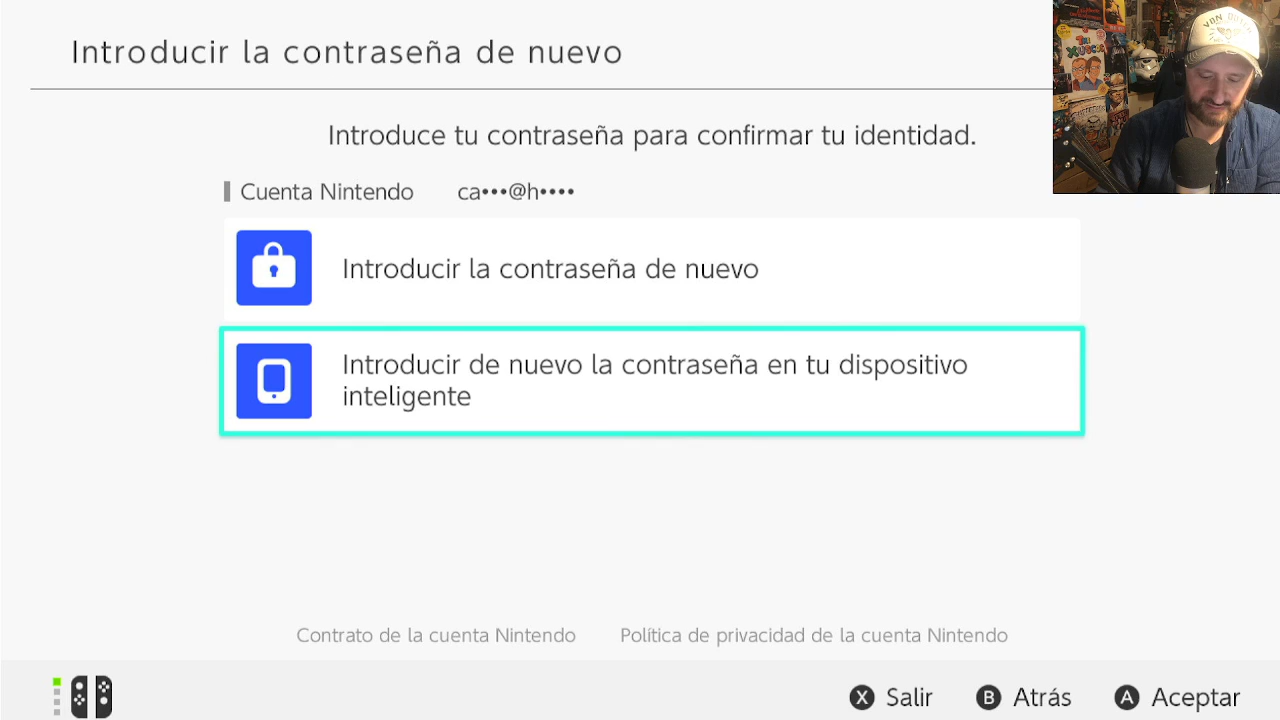 Introducir la contraseña de nuevo
Introduce tu contraseña para confirmar tu identidad.
Cuenta Nintendo ca•••@h••••
Introducir la contraseña de nuevo
Introducir de nuevo la contraseña en tu dispositivo
inteligente
Contrato de la cuenta Nintendo Política de privacidad de la cuenta Nintendo
X Salir B Atrás A Aceptar
VON DUTCH